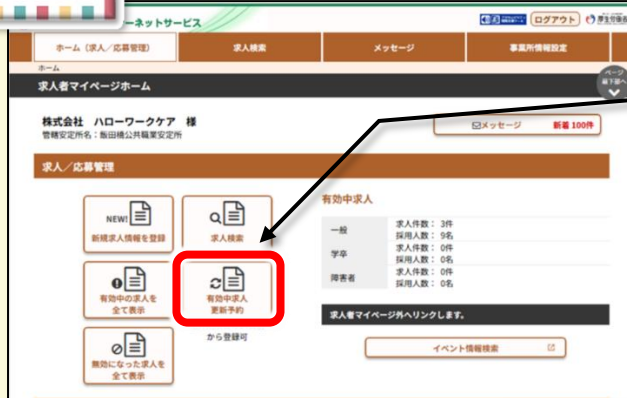 ーネットサービス
ログアウト
ホーム（求人／応募管理）
求人検索
メッセージ
事業所情報設定
ホーム
求人者マイページホーム
ページ
最下部へ
株式会社　ハローワークケア　様
管轄安定所名：飯田橋公共職業安定所
メッセージ　新着 100件
求人／応募管理
NEW!
新規求人情報を登録
求人検索
有効中の求人を
全て表示
有効中求人
更新予約
から登録可
無効になった求人を
全て表示
有効中求人
一般
求人件数： 3件
採用人数： 9名
学卒
求人件数： 0件
採用人数： 0名
障害者
求人件数： 0件
採用人数： 0名
求人者マイページ外へリンクします。
イベント情報検索